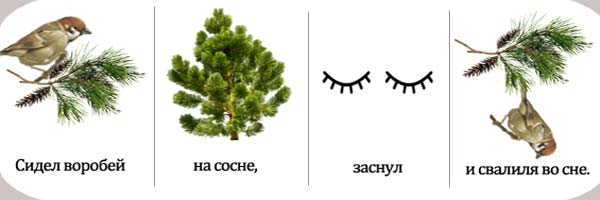 Сидел воробей
на сосне,
заснул
и свалиля во сне.